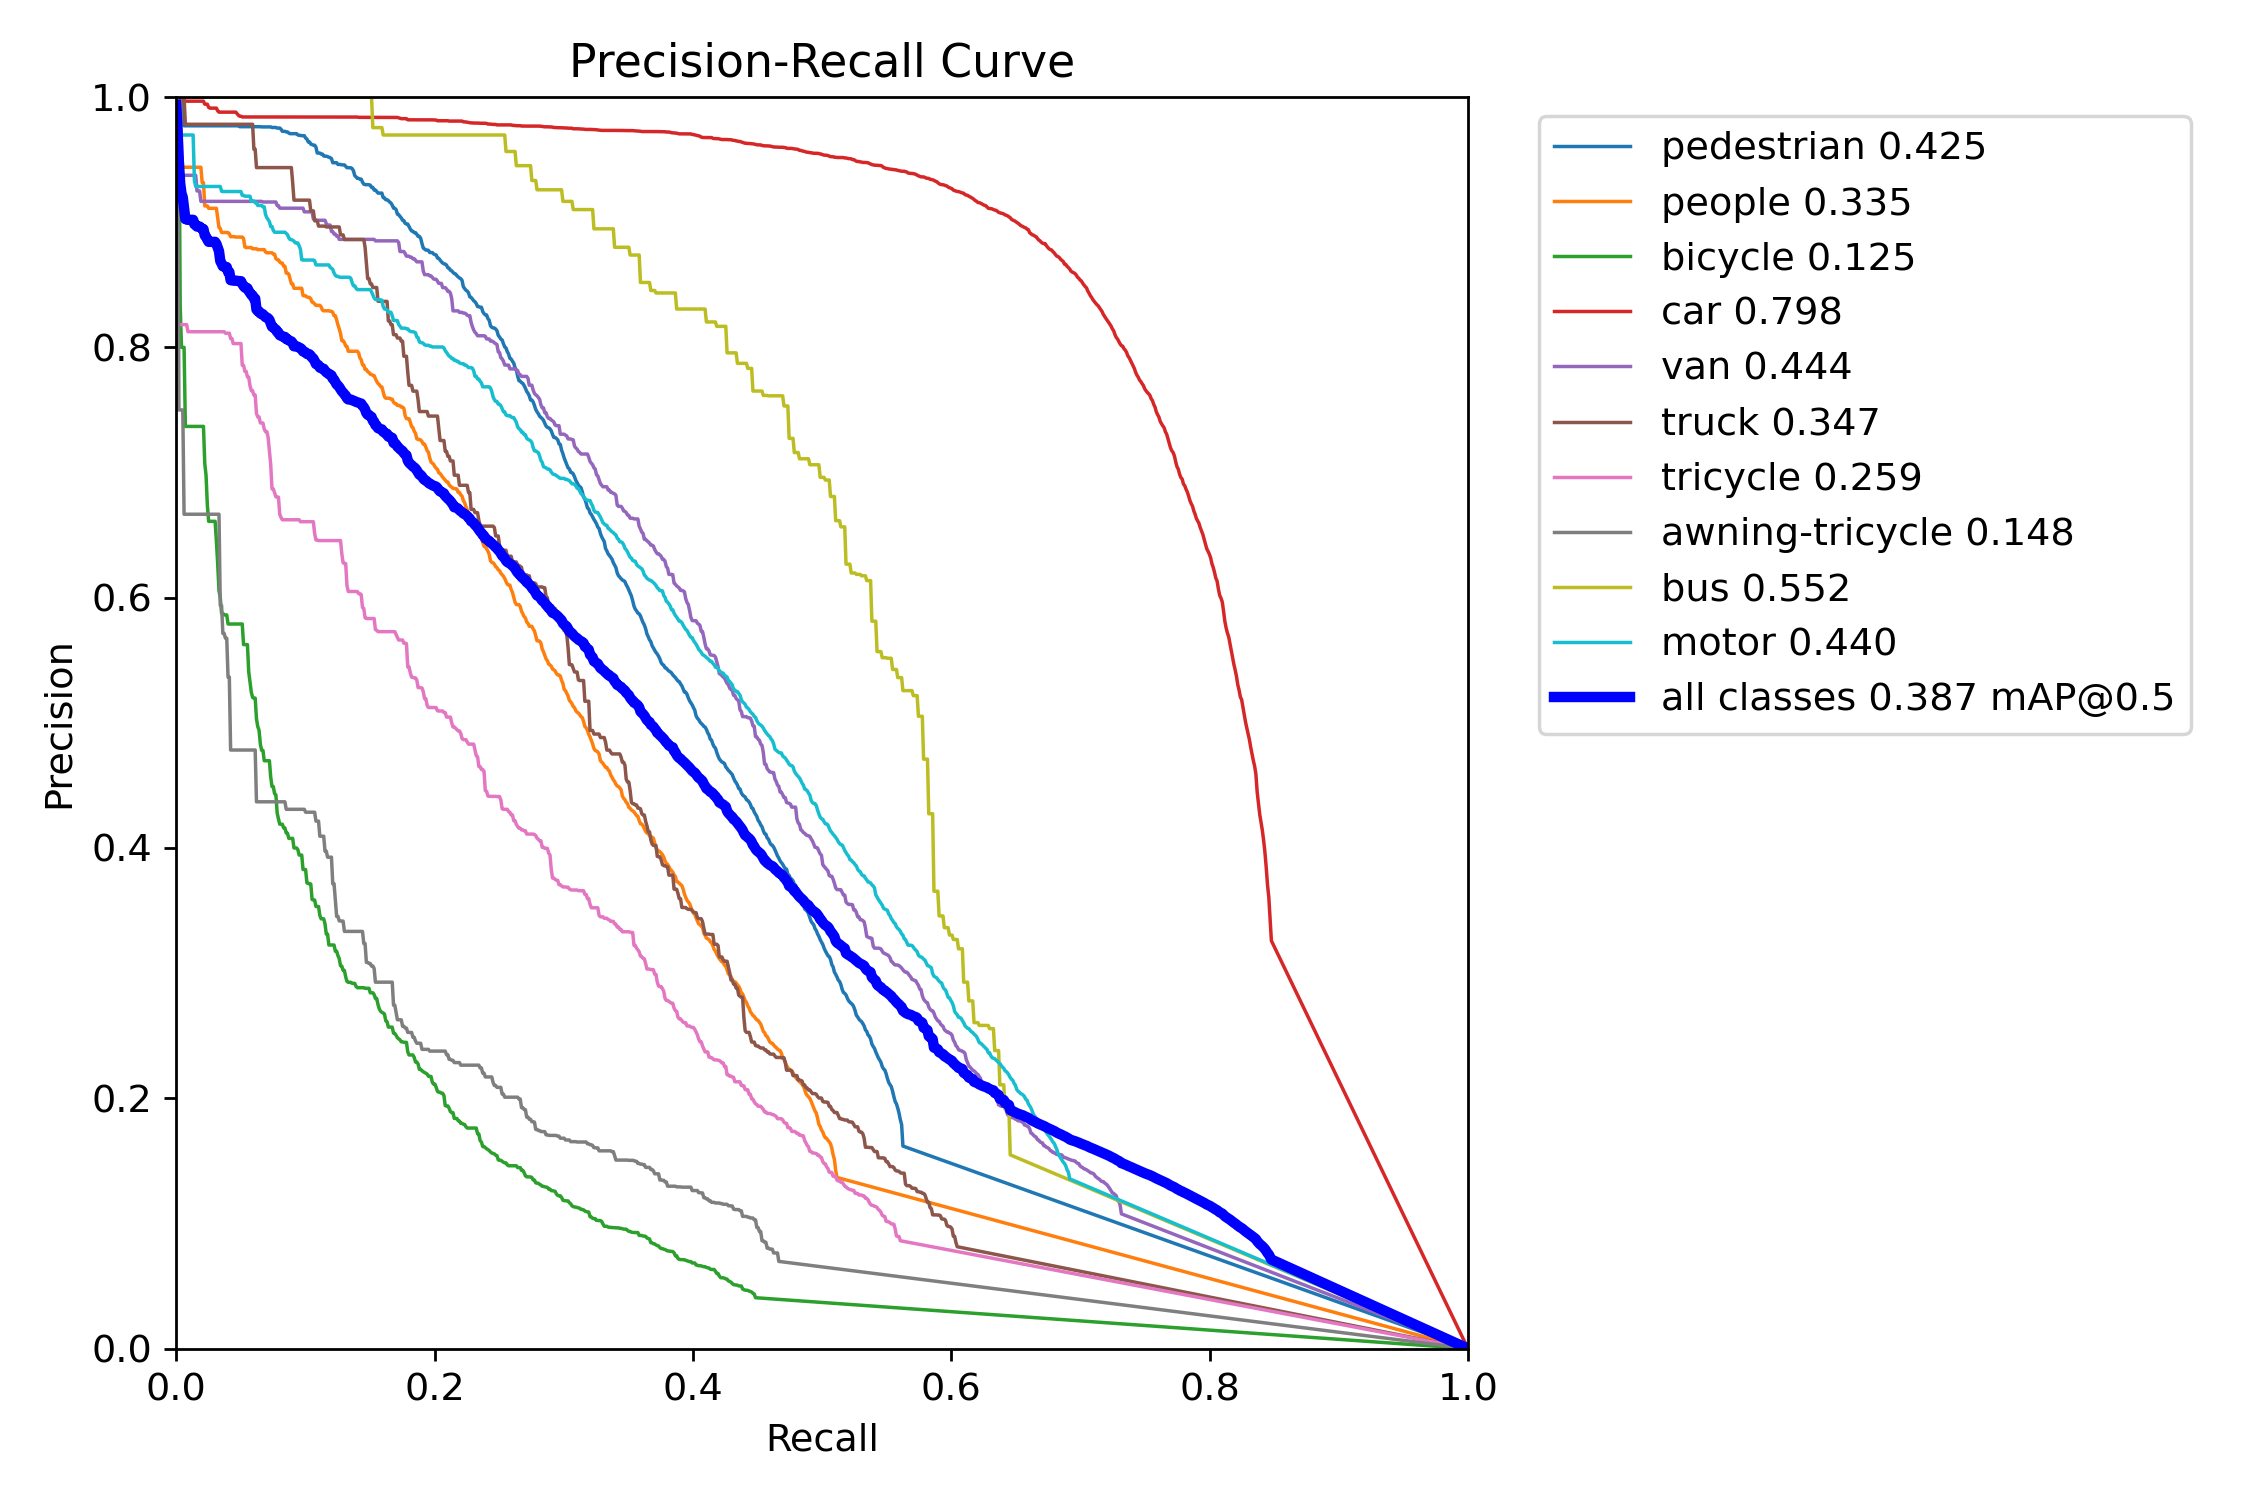 Precision-Recall Curve
1.0
0.8
0.6
0.4
0.2
0.0
Precision
0.0 0.2 0.4 0.6 0.8 1.0
Recall
pedestrian 0.425
people 0.335
bicycle 0.125
car 0.798
van 0.444
truck 0.347
tricycle 0.259
awning-tricycle 0.148
bus 0.552
motor 0.440
all classes 0.387 mAP@0.5